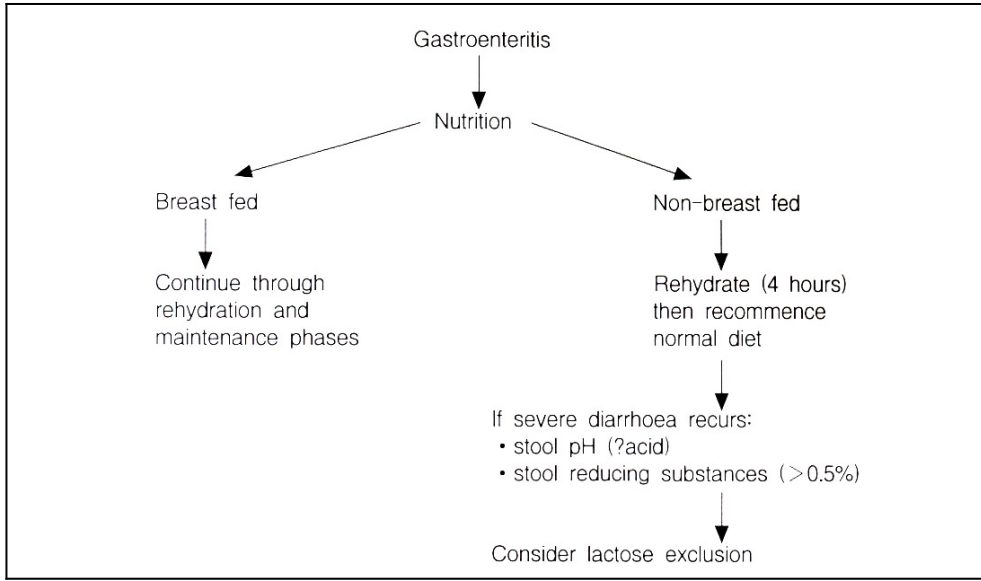 Gastroenteritis
Nutrition
Breast fed
Non-breast fed
Continue through
rehydration and
maintenance phases
Rehydrate (4 hours)
then recommence
normal diet
If severe diarrhoea recurs:
• stool pH (?acid)
• stool reducing substances (>0.5%)
Consider lactose exclusion